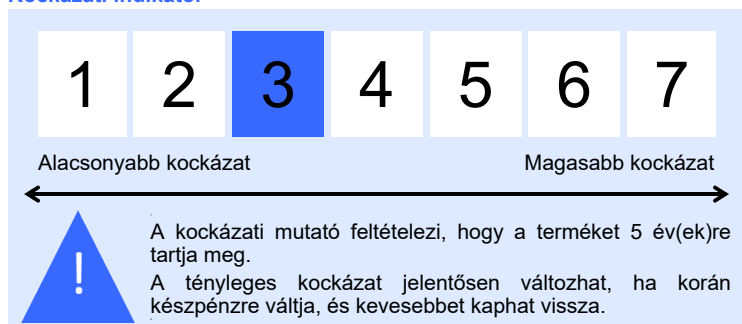 Kockázati indikátor
1 2 3 4 5 6 7
Alacsonyabb kockázat Magasabb kockázat
!
A kockázati mutató feltételezi, hogy a terméket 5 év(ek)re
tartja meg.
A tényleges kockázat jelentősen változhat, ha korán
készpénzre váltja, és kevesebbet kaphat vissza.